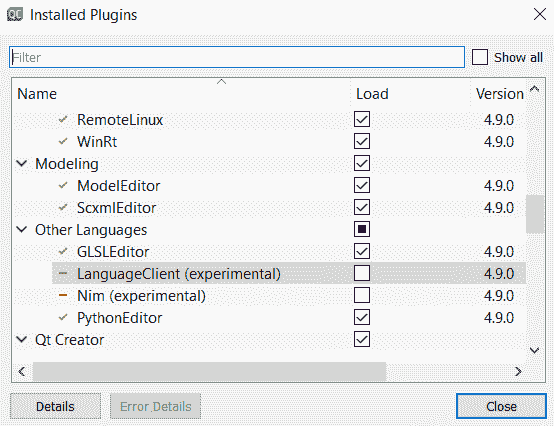 QC Installed Plugins
Filter Show all
Name Load Version
RemoteLinux 4.9.0
WinRt 4.9.0
Modeling
ModelEditor 4.9.0
ScxmlEditor 4.9.0
Other Languages
GLSLEditor 4.9.0
LanguageClient (experimental) 4.9.0
Nim (experimental) 4.9.0
PythonEditor 4.9.0
Qt Creator
Details Error Details Close